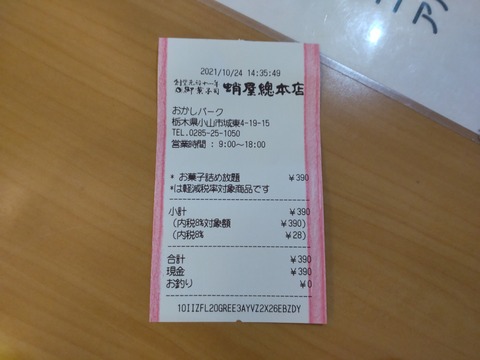 2021/10/24 14:35:49
蛸屋總本店
おかしパーク
栃木県小山市城東4-19-15
TEL.0285-25-1050
営業時間 : 9:00~18:00
* お菓子詰め放題 ¥390
*は軽減税率対象商品です
小計 ¥390
(内税8%対象額 ¥390)
(内税8% ¥28)
合計 ¥390
現金 ¥390
お釣り ¥0
10IIZFL20GREE3AYVZ2X26EBZDY